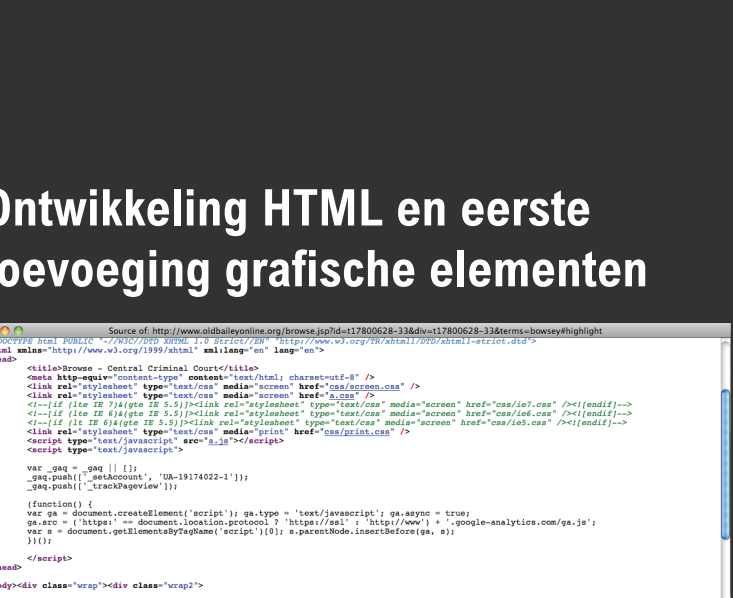 Ontwikkeling HTML en eerste
toevoeging grafische elementen
Source of: http://www.oldbaileyonline.org/browse.jsp?id=t17800628-33&div=t17800628-33&terms=bowsey#highlight
DOCTYPE html PUBLIC "-//W3C//DTD XHTML 1.0 Strict//EN" "http://www.w3.org/TR/xhtml1/DTD/xhtml1-strict.dtd">
tml xmlns="http://www.w3.org/1999/xhtml" xml:lang="en" lang="en">
ead>
<title>Browse - Central Criminal Court</title>
<meta http-equiv="content-type" content="text/html; charset=utf-8" />
<link rel="stylesheet" type="text/css" media="screen" href="css/screen.css" />
<link rel="stylesheet" type="text/css" media="screen" href="a.css" />
<!--[if (lte IE 7)&(gte IE 5.5)]><link rel="stylesheet" type="text/css" media="screen" href="css/ie7.css" /><![endif]-->
<!--[if (lte IE 6)&(gte IE 5.5)]><link rel="stylesheet" type="text/css" media="screen" href="css/ie6.css" /><![endif]-->
<!--[if (lt IE 6)&(gte IE 5.5)]><link rel="stylesheet" type="text/css" media="screen" href="css/ie5.css" /><![endif]-->
<link rel="stylesheet" type="text/css" media="print" href="css/print.css" />
<script type="text/javascript" src="a.js"></script>
<script type="text/javascript">
var _gaq = _gaq || [];
_gaq.push(['_setAccount', 'UA-19174022-1']);
_gaq.push(['_trackPageview']);
(function() {
var ga = document.createElement('script'); ga.type = 'text/javascript'; ga.async = true;
ga.src = ('https:' == document.location.protocol ? 'https://ssl' : 'http://www') + '.google-analytics.com/ga.js';
var s = document.getElementsByTagName('script')[0]; s.parentNode.insertBefore(ga, s);
})();
</script>
head>
ody><div class="wrap"><div class="wrap2">